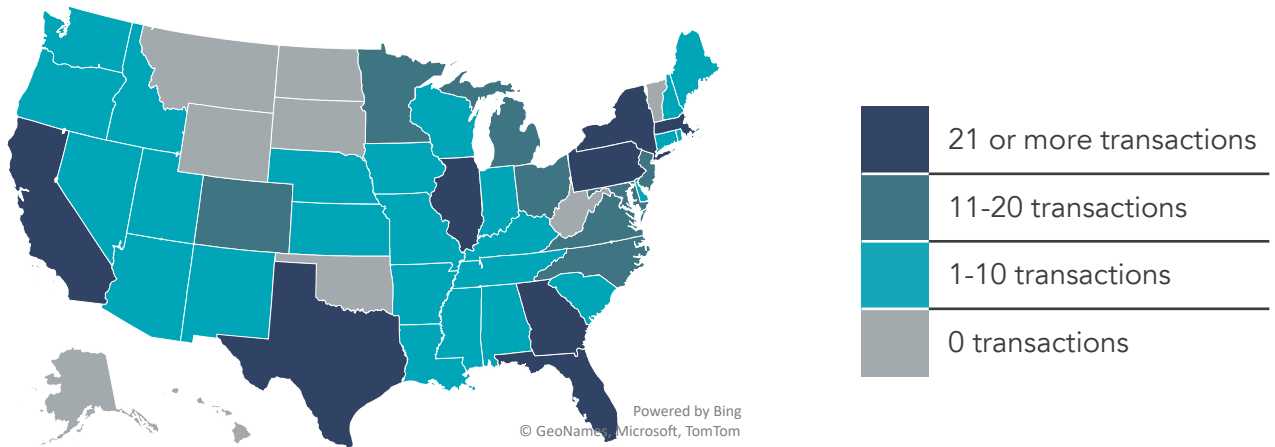 21 or more transactions
11-20 transactions
1-10 transactions
0 transactions
Powered by Bing
© GeoNames, Microsoft, TomTom